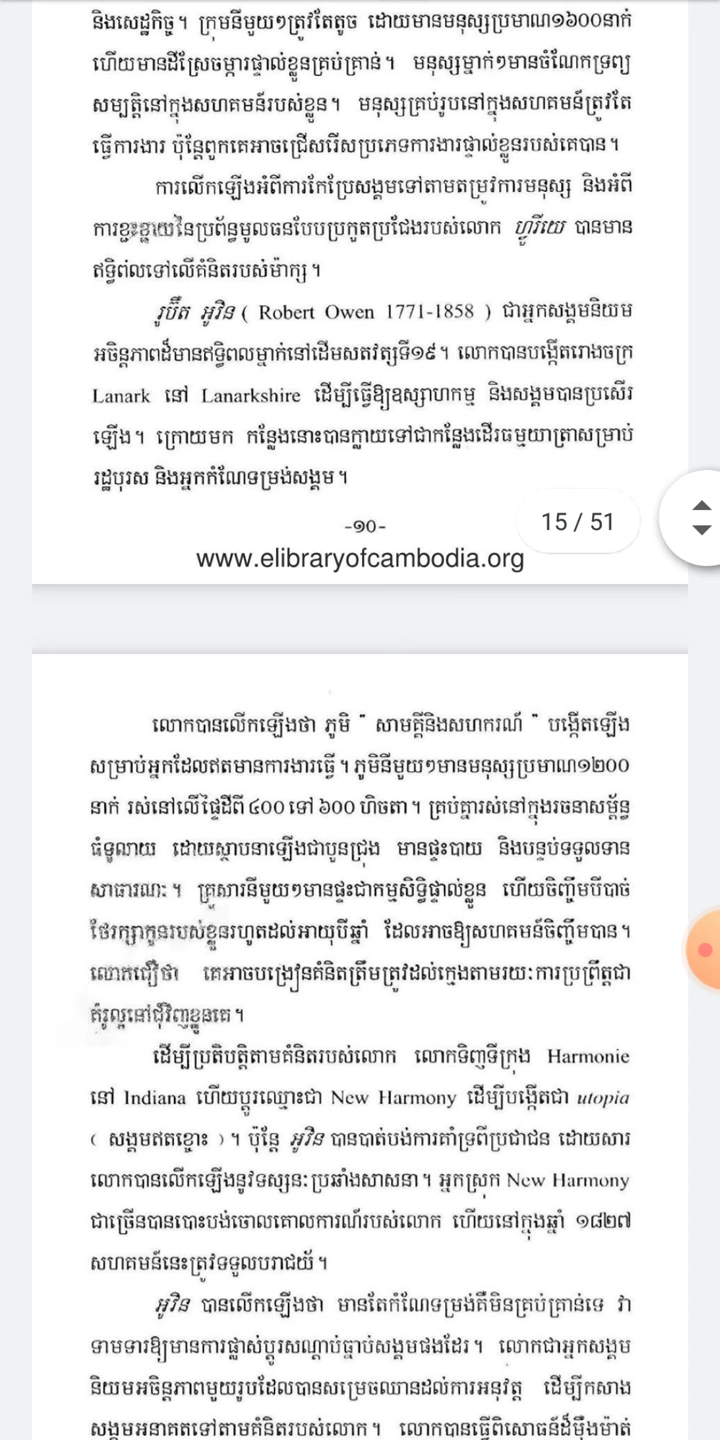 និងសេដ្ឋកិច្ច។ ក្រុមនីមួយៗត្រូវតែតូច ដោយមានមនុស្សប្រមាណ១៦០០នាក់
ហើយមានដីស្រែចម្ការផ្ទាល់ខ្លួនគ្រប់គ្រាន់។ មនុស្សម្នាក់ៗមានចំណែកទ្រព្យ
សម្បត្តិនៅក្នុងសហគមន៍របស់ខ្លួន។ មនុស្សគ្រប់រូបនៅក្នុងសហគមន៍ត្រូវតែ
ធ្វើការងារ ប៉ុន្តែពួកគេអាចជ្រើសរើសប្រភេទការងារផ្ទាល់ខ្លួនរបស់គេបាន។
ការលើកឡើងអំពីការកែប្រែសង្គមទៅតាមតម្រូវការមនុស្ស និងអំពី
ការខ្ជះខ្ជាយនៃប្រព័ន្ធមូលធនបែបប្រកួតប្រជែងរបស់លោក ហ្វូរីយេ បានមាន
ឥទ្ធិពលទៅលើគំនិតរបស់ម៉ាក្ស។
រូប៊ឺត អូវិន ( Robert Owen 1771-1858 ) ជាអ្នកសង្គមនិយម
អចិន្តភាពដ៏មានឥទ្ធិពលម្នាក់នៅដើមសតវត្សទី១៩។ លោកបានបង្កើតរោងចក្រ
Lanark នៅ Lanarkshire ដើម្បីធ្វើឱ្យឧស្សាហកម្ម និងសង្គមបានប្រសើរ
ឡើង។ ក្រោយមក កន្លែងនោះបានក្លាយទៅជាកន្លែងដើរធម្មយាត្រាសម្រាប់
រដ្ឋបុរស និងអ្នកកំណែទម្រង់សង្គម។
-១០-
15 / 51
www.elibraryofcambodia.org
លោកបានលើកឡើងថា ភូមិ " សាមគ្គីនិងសហករណ៍ " បង្កើតឡើង
សម្រាប់អ្នកដែលឥតមានការងារធ្វើ។ ភូមិនីមួយៗមានមនុស្សប្រមាណ១២០០
នាក់ រស់នៅលើផ្ទៃដីពី ៤០០ ទៅ ៦០០ ហិចតា។ គ្រប់គ្នារស់នៅក្នុងរចនាសម្ព័ន្ធ
ធំទូលាយ ដោយស្ថាបនាឡើងជាបួនជ្រុង មានផ្ទះបាយ និងបន្ទប់ទទួលទាន
សាធារណៈ។ គ្រួសារនីមួយៗមានផ្ទះជាកម្មសិទ្ធិផ្ទាល់ខ្លួន ហើយចិញ្ចឹមបីបាច់
ថែរក្សាកូនរបស់ខ្លួនរហូតដល់អាយុបីឆ្នាំ ដែលអាចឱ្យសហគមន៍ចិញ្ចឹមបាន។
លោកជឿថា គេអាចបង្រៀនគំនិតត្រឹមត្រូវដល់ក្មេងតាមរយៈការប្រព្រឹត្តជា
គំរូល្អនៅជុំវិញខ្លួនគេ។
ដើម្បីប្រតិបត្តិតាមគំនិតរបស់លោក លោកទិញទីក្រុង Harmonie
នៅ Indiana ហើយប្តូរឈ្មោះជា New Harmony ដើម្បីបង្កើតជា utopia
( សង្គមឥតខ្ចោះ )។ ប៉ុន្តែ អូវិន បានបាត់បង់ការគាំទ្រពីប្រជាជន ដោយសារ
លោកបានលើកឡើងនូវទស្សនៈប្រឆាំងសាសនា។ អ្នកស្រុក New Harmony
ជាច្រើនបានបោះបង់ចោលគោលការណ៍របស់លោក ហើយនៅក្នុងឆ្នាំ ១៨២៧
សហគមន៍នេះត្រូវទទួលបរាជ័យ។
អូវិន បានលើកឡើងថា មានតែកំណែទម្រង់គឺមិនគ្រប់គ្រាន់ទេ វា
ទាមទារឱ្យមានការផ្លាស់ប្តូរសណ្តាប់ធ្នាប់សង្គមផងដែរ។ លោកជាអ្នកសង្គម
និយមអចិន្តភាពមួយរូបដែលបានសម្រេចឈានដល់ការអនុវត្ត ដើម្បីកសាង
សង្គមអនាគតទៅតាមគំនិតរបស់លោក។ លោកបានធ្វើពិសោធន៍ដ៏ម៉ឺងម៉ាត់